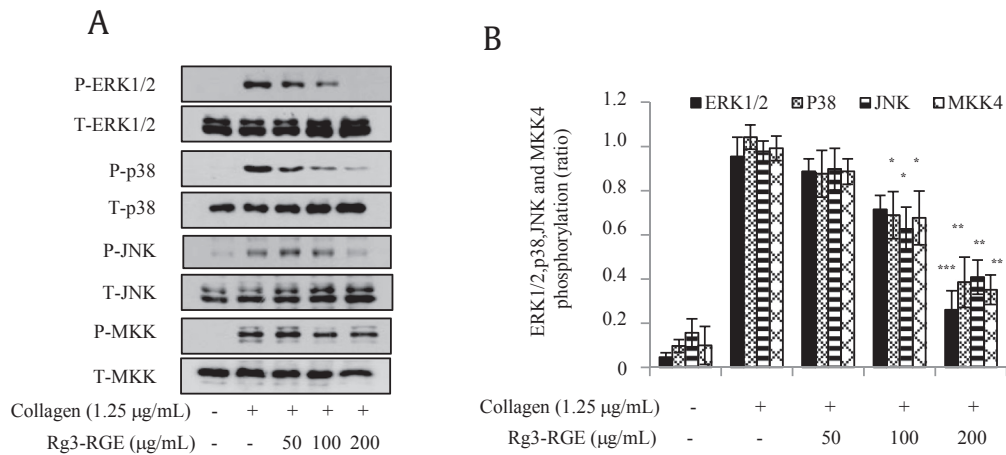 A
P-ERK1/2
T-ERK1/2
P-p38
T-p38
P-JNK
T-JNK
P-MKK
T-MKK
Collagen (1.25 µg/mL) - + + + +
Rg3-RGE (µg/mL) - - 50 100 200
B
ERK1/2 P38 JNK MKK4
ERK1/2,p38,JNK and MKK4
phosphorylation (ratio)
1.2
1.0
0.8
0.6
0.4
0.2
0
* * *
*** ** ** **
Collagen (1.25 µg/mL) - + + + +
Rg3-RGE (µg/mL) - - 50 100 200